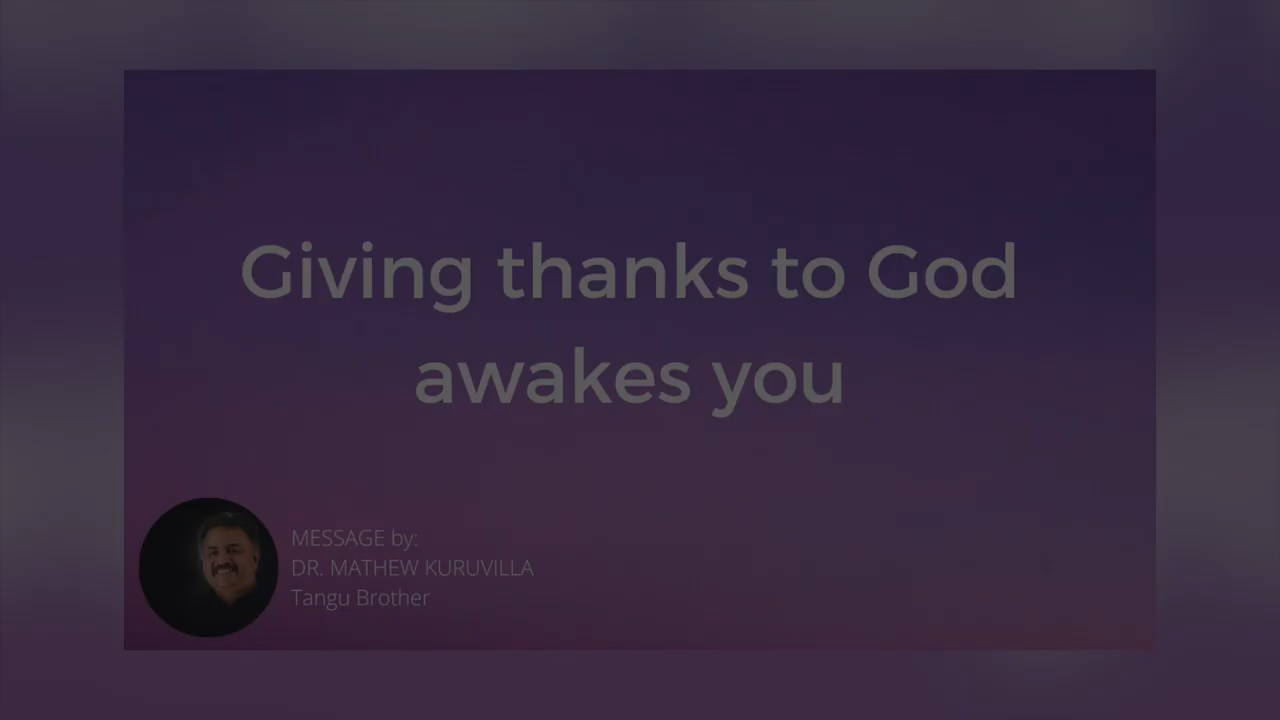 Giving thanks to God
awakes you
MESSAGE by:
DR. MATHEW KURUVILLA
Tangu Brother